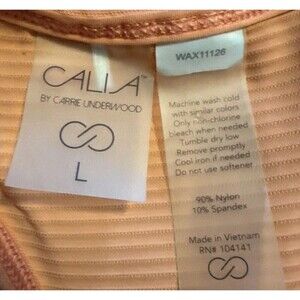 CALIA™
BY CARRIE UNDERWOOD
L
WAX11126
Machine wash cold
with similar colors
Only non-chlorine
bleach when needed
Tumble dry low
Remove promptly
Cool iron if needed
Do not use softener
90% Nylon
10% Spandex
Made in Vietnam
RN# 104141